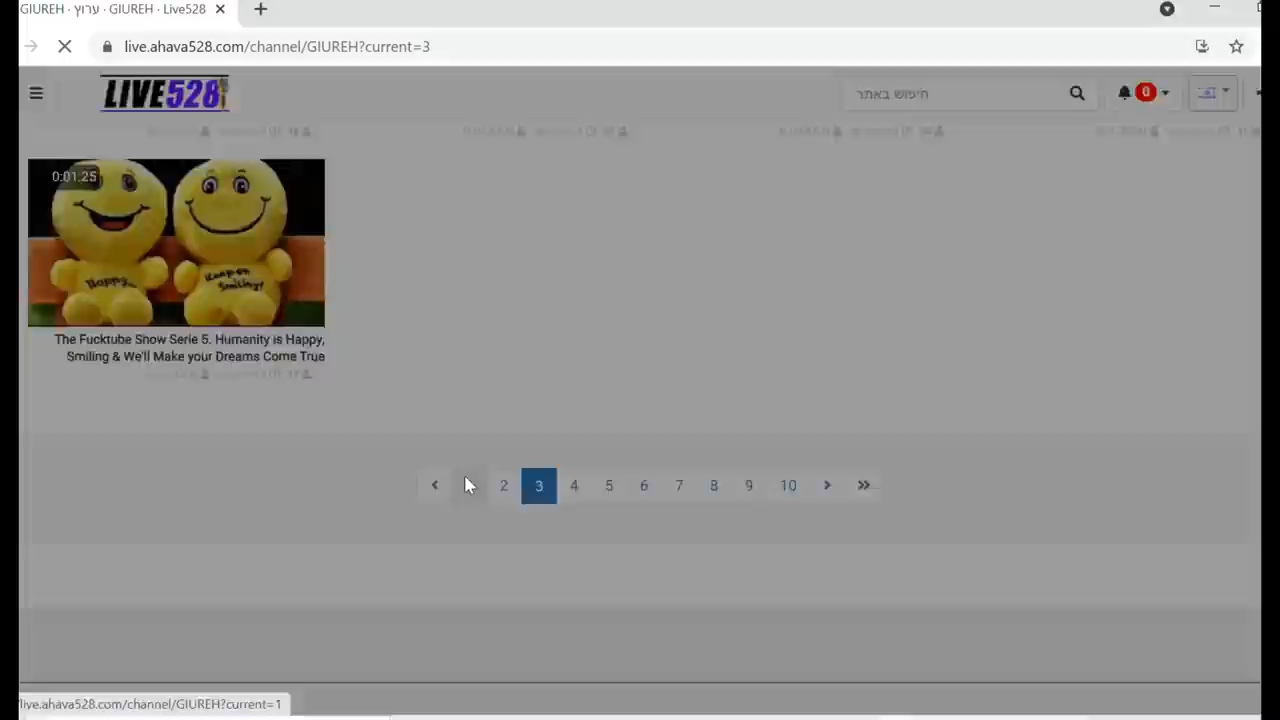 GIUREH · ערוץ · GIUREH · Live528
live.ahava528.com/channel/GIUREH?current=3
LIVE528
חיפוש באתר
0:01.25
Happy
Keep on
Smiling!
The Fucktube Show Serie 5. Humanity is Happy,
Smiling & We'll Make your Dreams Come True
2 3 4 5 6 7 8 9 10
live.ahava528.com/channel/GIUREH?current=1